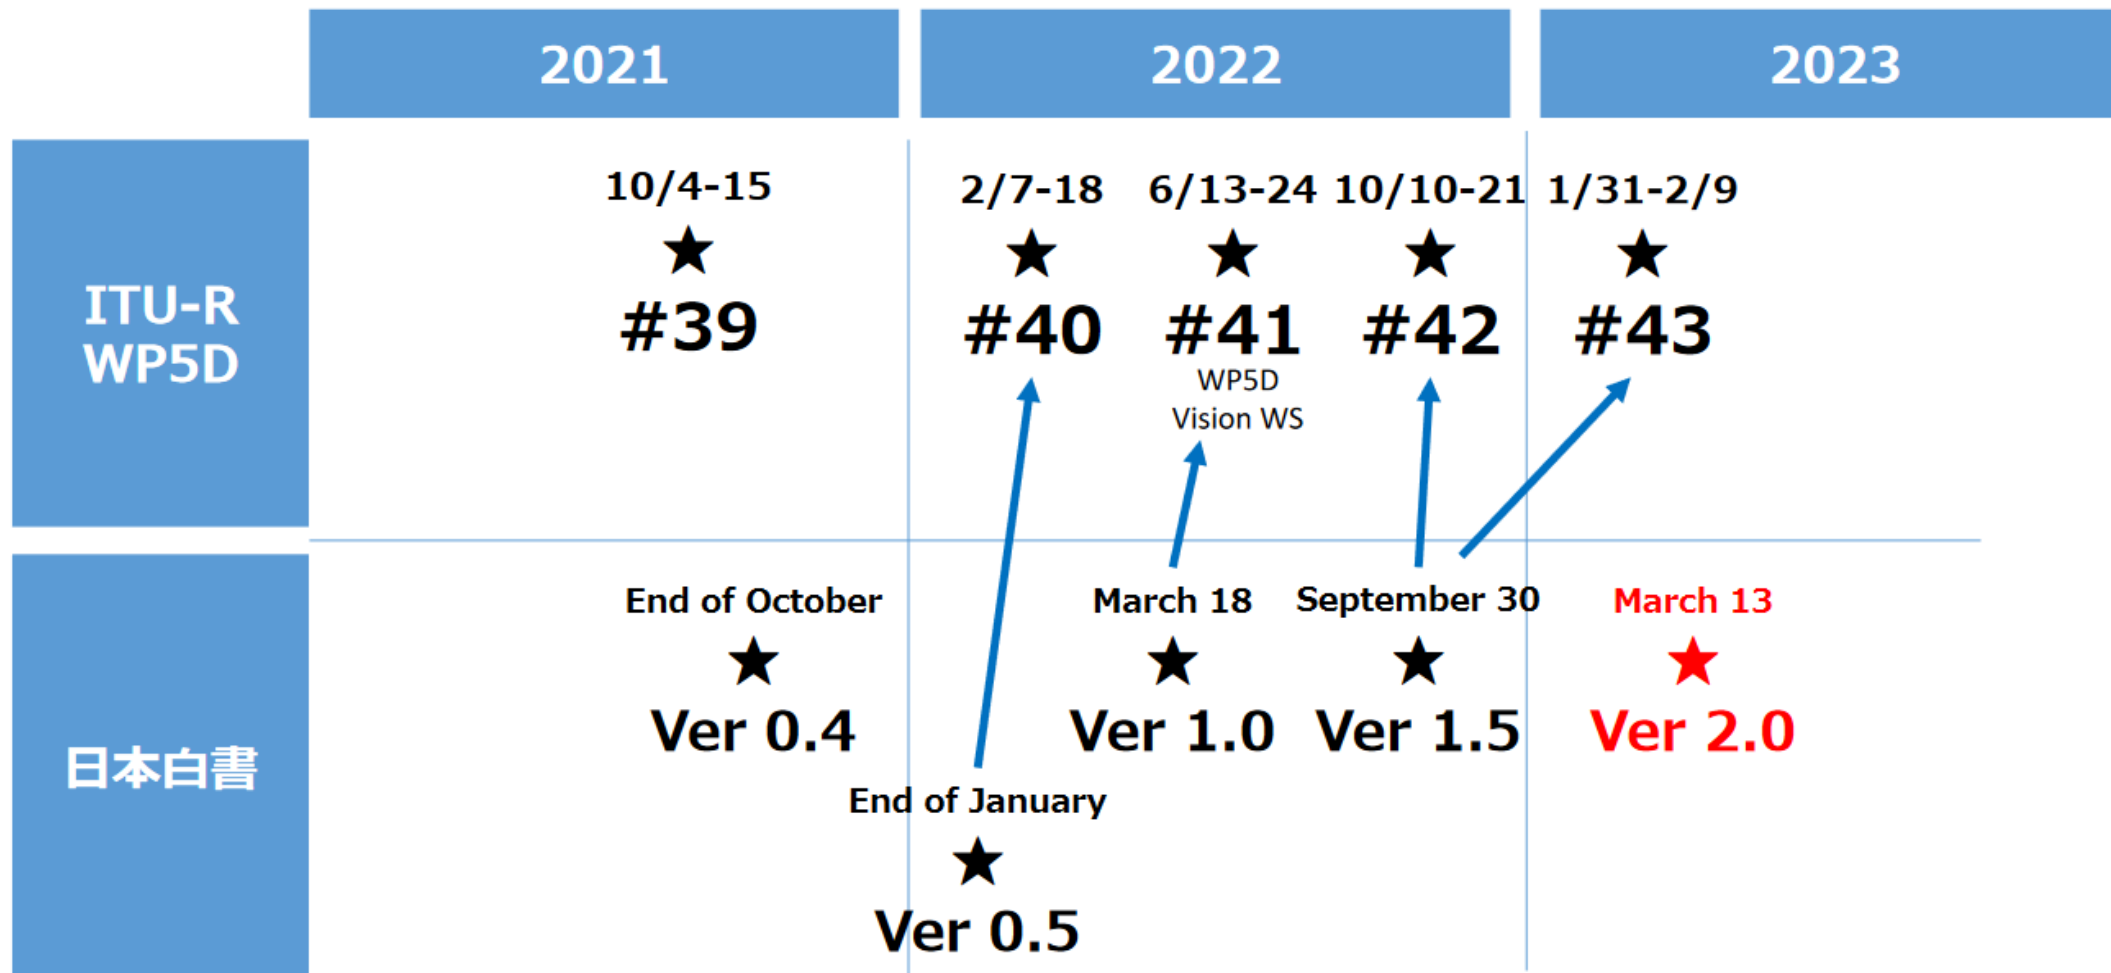 2021
2022
2023
ITU-R
WP5D
10/4-15
2/7-18
6/13-24
10/10-21
1/31-2/9
★
★
★
★
★
#39
#40
#41
#42
#43
WP5D
Vision WS
日本白書
End of October
March 18
September 30
March 13
★
★
★
★
Ver 0.4
Ver 1.0
Ver 1.5
Ver 2.0
End of January
★
Ver 0.5